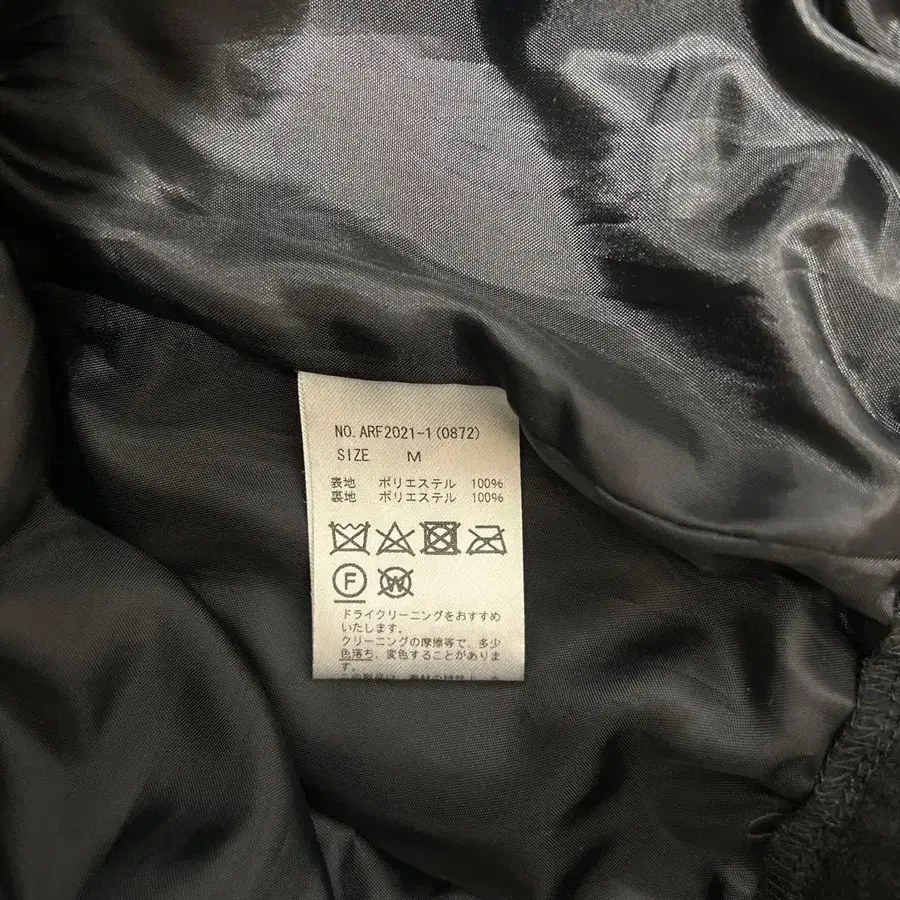 NO. ARF2021-1(0872)
SIZE M
表地 ポリエステル 100%
裏地 ポリエステル 100%
F W
ドライクリーニングをおすすめ
いたします。
クリーニングの摩擦等で、多少
色落ち、変色することがありま
す。